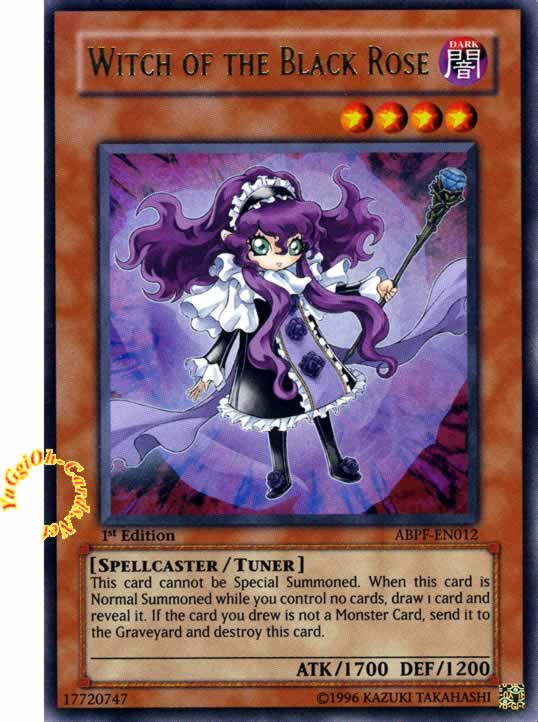 WITCH OF THE BLACK ROSE
DARK
闇
1st Edition
ABPF-EN012
YuGgiOh-Cards.Net
[SPELLCASTER / TUNER]
This card cannot be Special Summoned. When this card is
Normal Summoned while you control no cards, draw 1 card and
reveal it. If the card you drew is not a Monster Card, send it to
the Graveyard and destroy this card.
ATK/1700 DEF/1200
17720747
©1996 KAZUKI TAKAHASHI